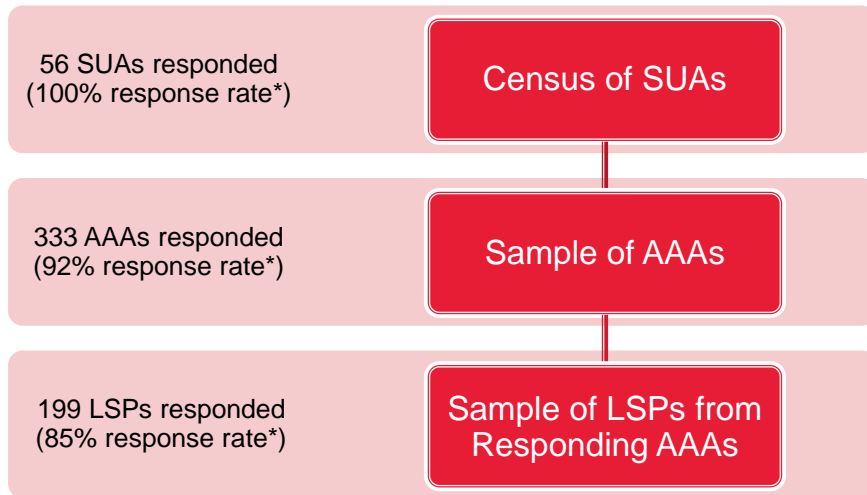 56 SUAs responded
(100% response rate*)
Census of SUAs
333 AAAs responded
(92% response rate*)
Sample of AAAs
199 LSPs responded
(85% response rate*)
Sample of LSPs from
Responding AAAs